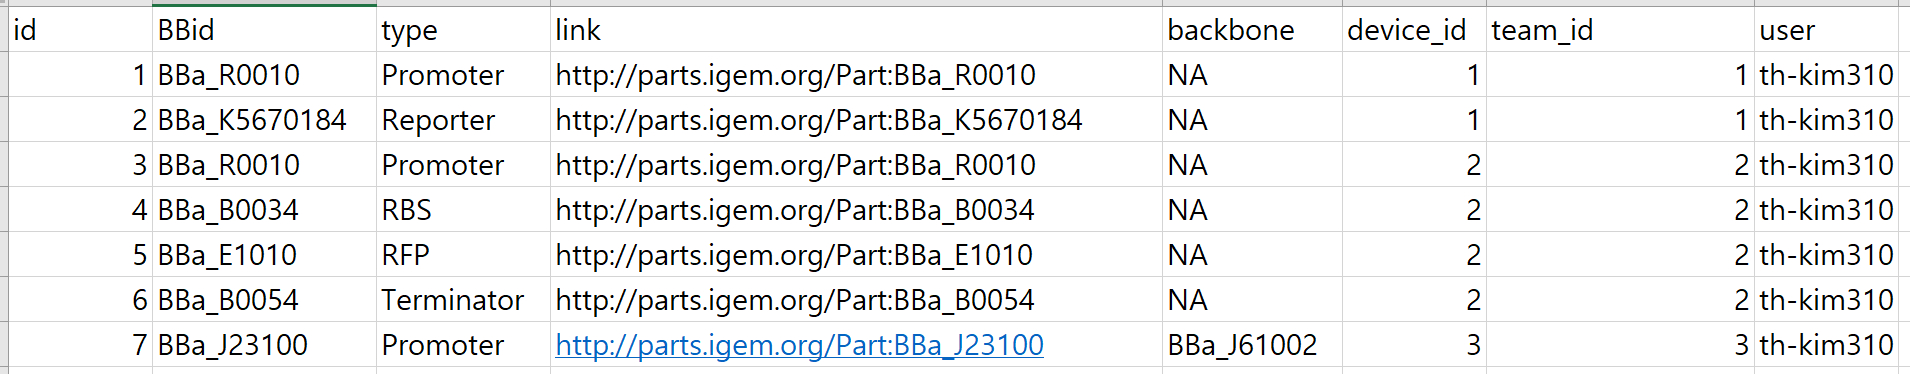 id BBid type link backbone device_id team_id user
1 BBa_R0010 Promoter http://parts.igem.org/Part:BBa_R0010 NA 1 1 th-kim310
2 BBa_K5670184 Reporter http://parts.igem.org/Part:BBa_K5670184 NA 1 1 th-kim310
3 BBa_R0010 Promoter http://parts.igem.org/Part:BBa_R0010 NA 2 2 th-kim310
4 BBa_B0034 RBS http://parts.igem.org/Part:BBa_B0034 NA 2 2 th-kim310
5 BBa_E1010 RFP http://parts.igem.org/Part:BBa_E1010 NA 2 2 th-kim310
6 BBa_B0054 Terminator http://parts.igem.org/Part:BBa_B0054 NA 2 2 th-kim310
7 BBa_J23100 Promoter http://parts.igem.org/Part:BBa_J23100 BBa_J61002 3 3 th-kim310